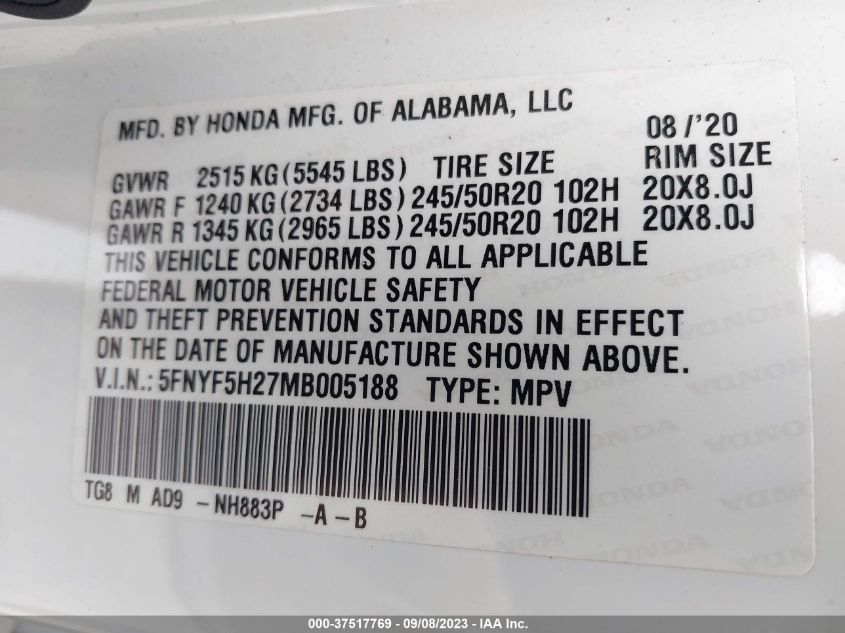 MFD. BY HONDA MFG. OF ALABAMA, LLC 08/'20
GVWR 2515 KG (5545 LBS) TIRE SIZE RIM SIZE
GAWR F 1240 KG (2734 LBS) 245/50R20 102H 20X8.0J
GAWR R 1345 KG (2965 LBS) 245/50R20 102H 20X8.0J
THIS VEHICLE CONFORMS TO ALL APPLICABLE
FEDERAL MOTOR VEHICLE SAFETY
AND THEFT PREVENTION STANDARDS IN EFFECT
ON THE DATE OF MANUFACTURE SHOWN ABOVE.
V.I.N.: 5FNYF5H27MB005188 TYPE: MPV
TG8 M AD9 -NH883P -A -B
000-37517769 - 09/08/2023 - IAA Inc.